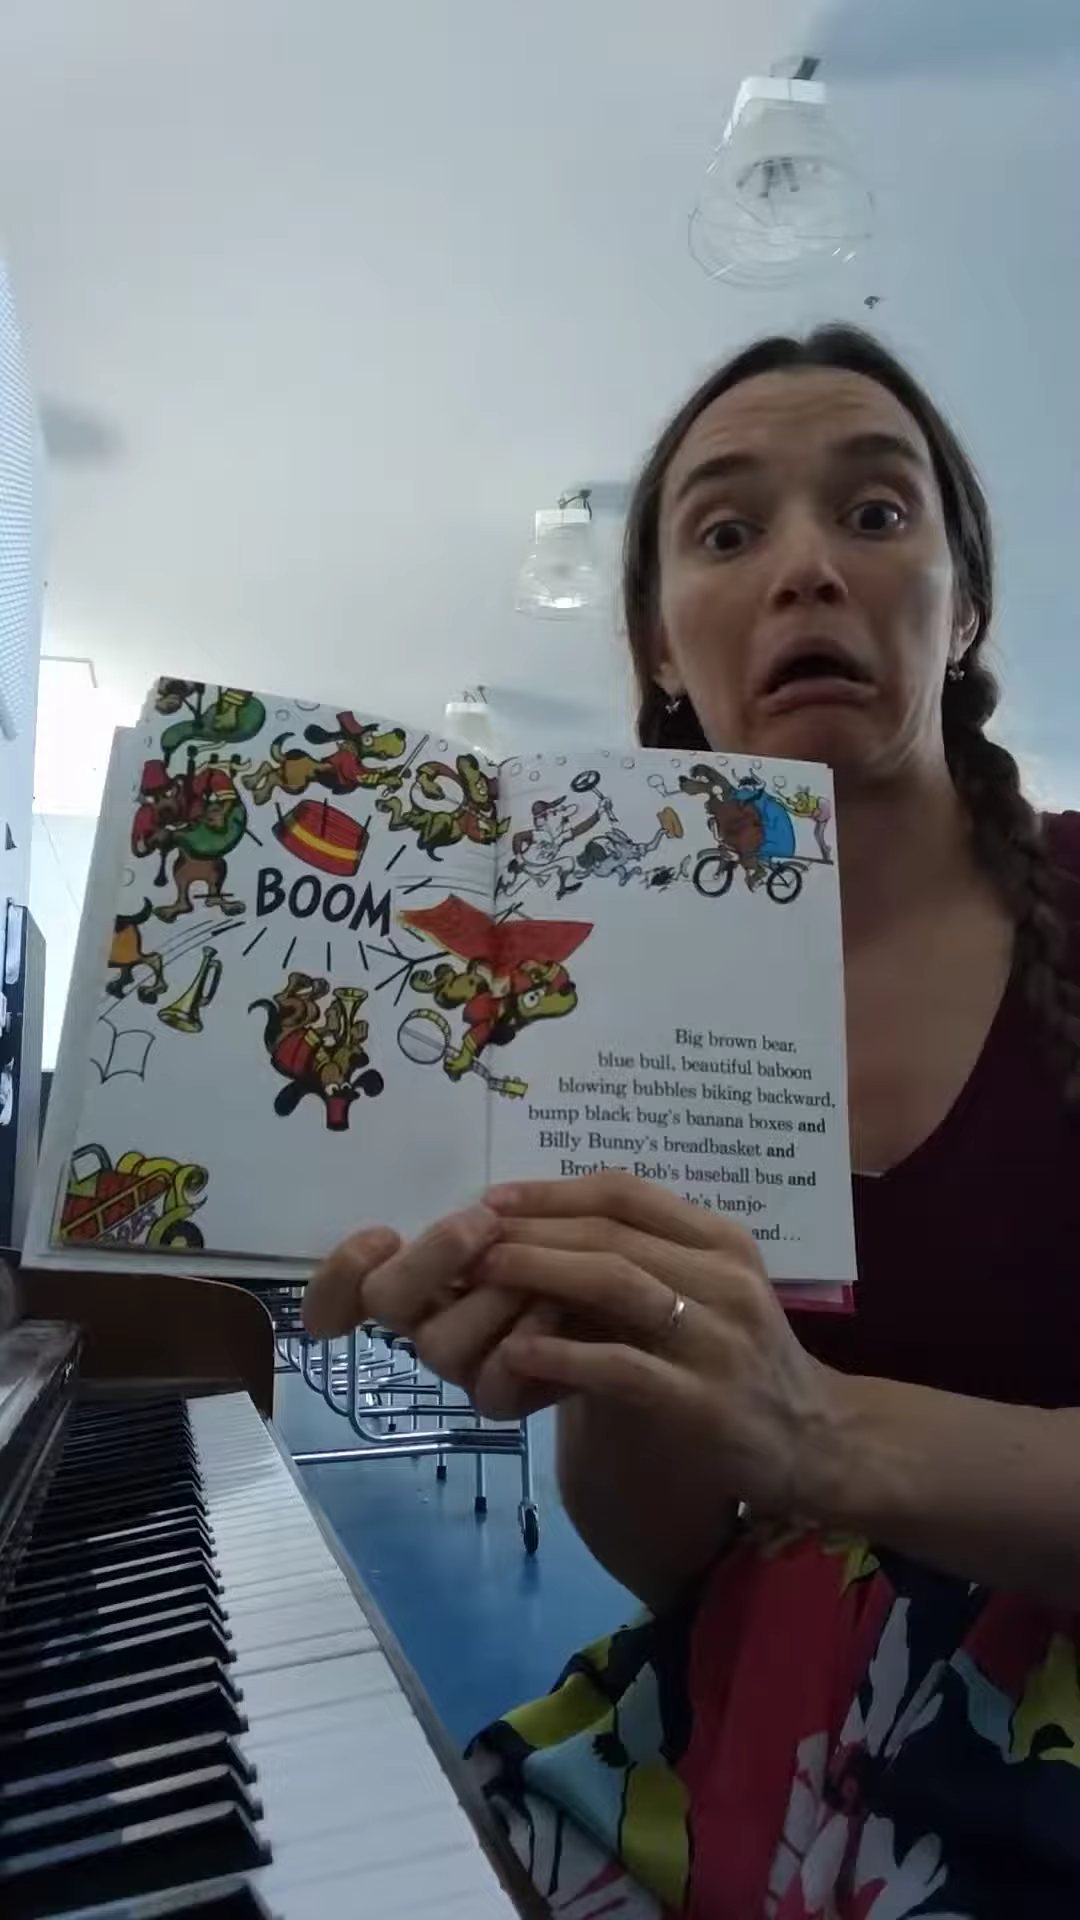 BOOM
Big brown bear,
blue bull, beautiful baboon
blowing bubbles biking backward,
bump black bug's banana boxes and
Billy Bunny's breadbasket and
Brother Bob's baseball bus and
banjo-
and...